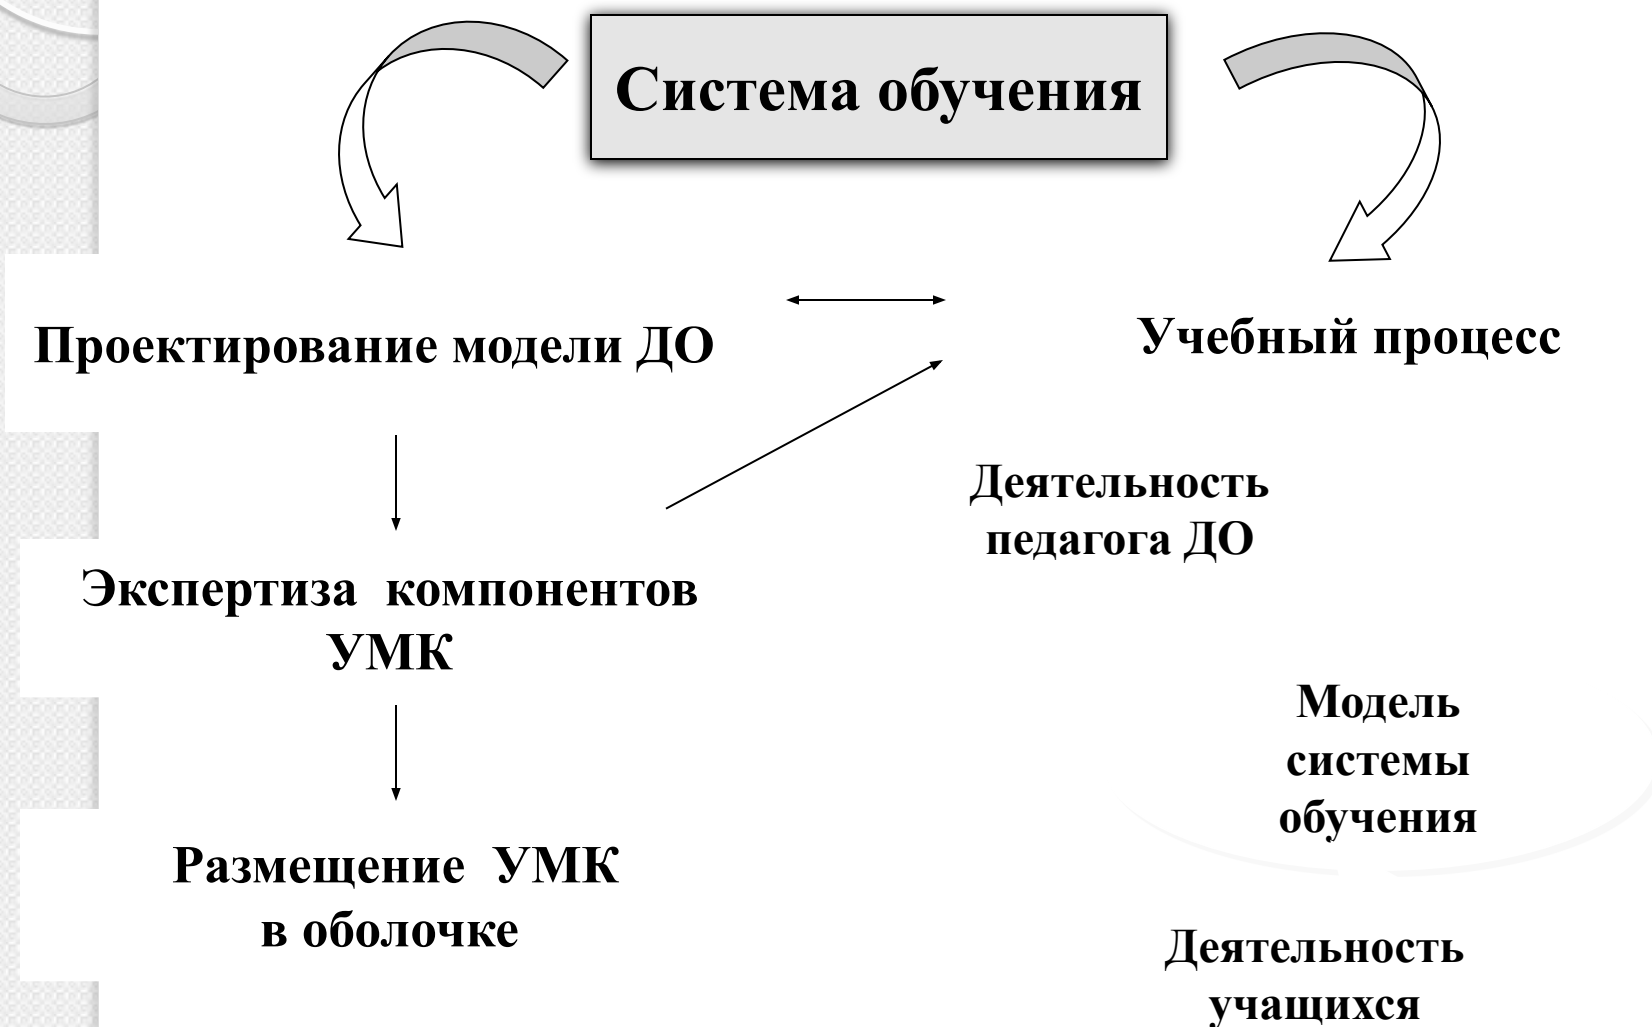 Система обучения
Проектирование модели ДО
Учебный процесс
Деятельность
педагога ДО
Экспертиза компонентов
УМК
Модель
системы
обучения
Размещение УМК
в оболочке
Деятельность
учащихся